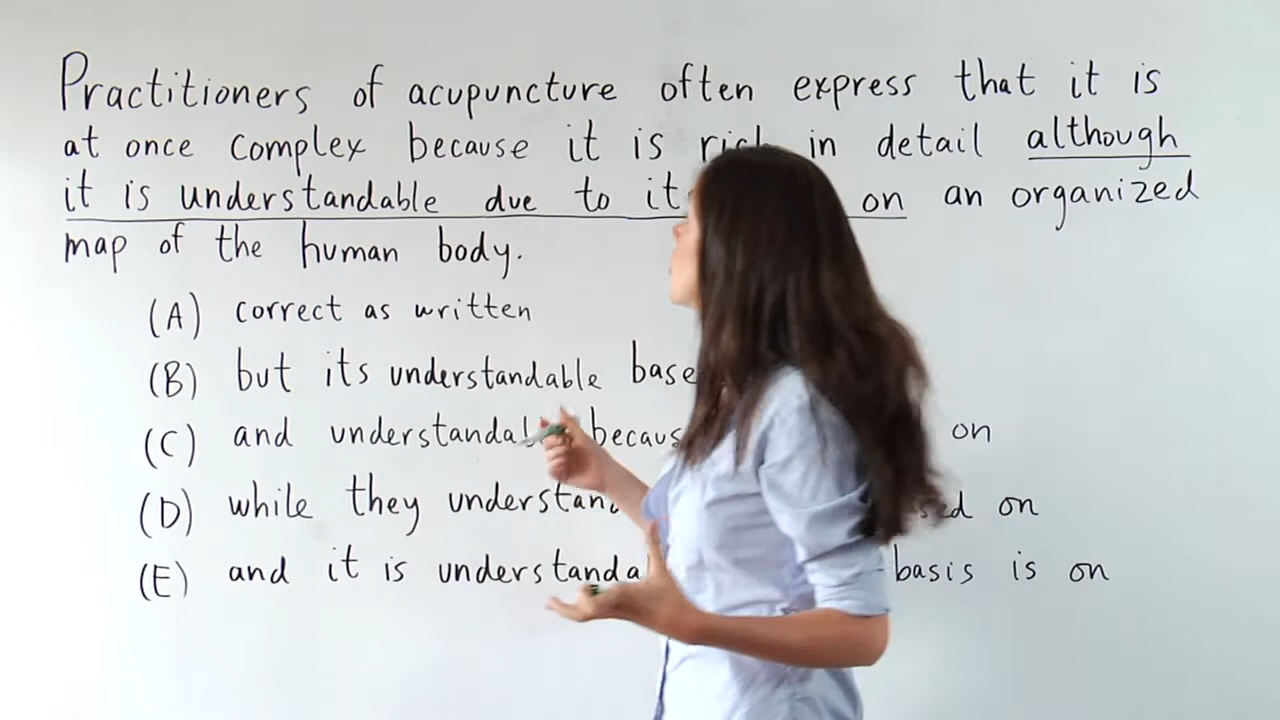 Practitioners of acupuncture often express that it is
at once complex because it is in detail although
it is understandable due to on an organized
map of the human body.
(A) correct as written
(B) but its understandable
(C) and on
(D) while they on
(E) and it is basis is on